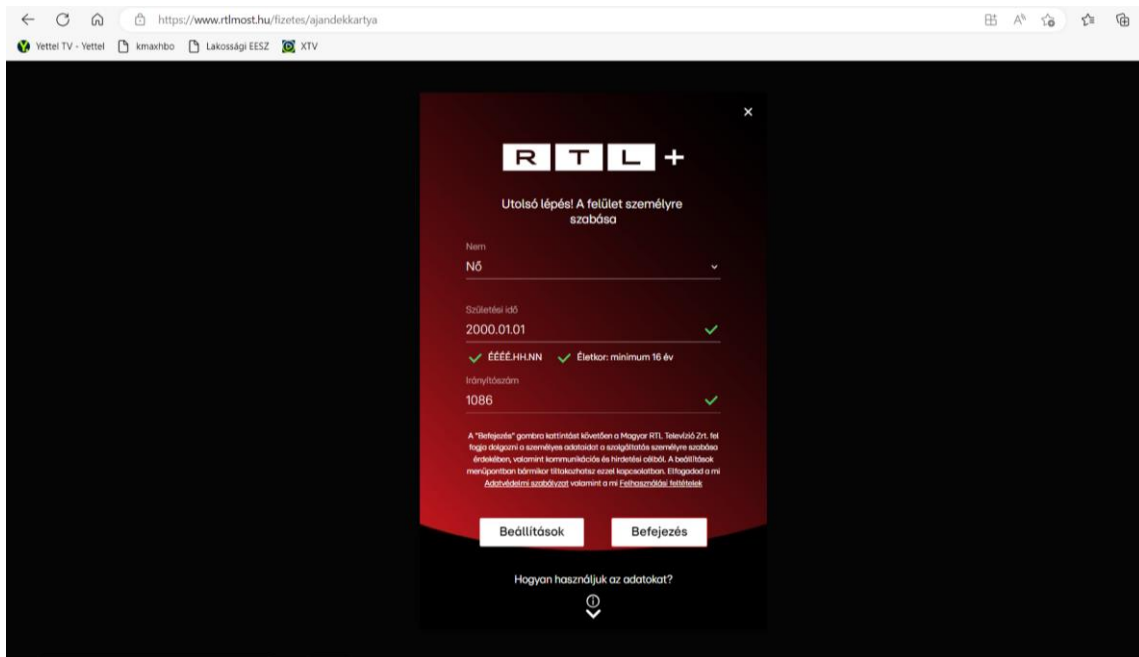 https://www.rtlmost.hu/fizetes/ajandekkartya
Yettel TV - Yettel kmaxhbo Lakossági EESZ XTV
RTL+
Utolsó lépés! A felület személyre
szabása
Nem
Nő
Születési idő
2000.01.01
ÉÉÉÉ.HH.NN Életkor: minimum 16 év
Irányítószám
1086
A "Befejezés" gombra kattintást követően a Magyar RTL Televízió Zrt. fel
fogja dolgozni a személyes adataidat a szolgáltatás személyre szabása
érdekében, valamint kommunikációs és hirdetési célból. A beállítások
menüpontban bármikor tiltakozhatsz ezzel kapcsolatban. Elfogadod a mi
Adatvédelmi szabályzat valamint a mi Felhasználási feltételek
Beállítások Befejezés
Hogyan használjuk az adatokat?